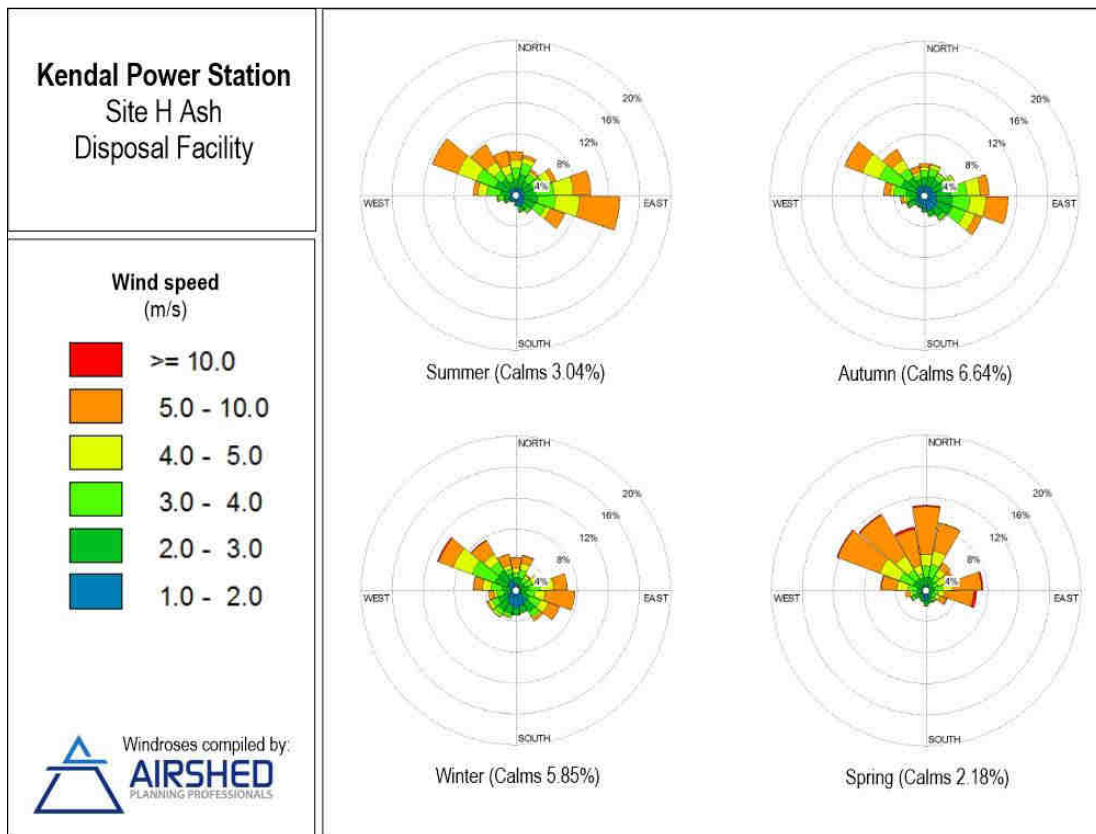 Kendal Power Station
Site H Ash
Disposal Facility
Wind speed
(m/s)
>= 10.0
5.0 - 10.0
4.0 - 5.0
3.0 - 4.0
2.0 - 3.0
1.0 - 2.0
Windroses compiled by:
AIRSHED
PLANNING PROFESSIONALS
NORTH
20%
16%
12%
8%
4%
WEST
EAST
SOUTH
Summer (Calms 3.04%)
NORTH
20%
16%
12%
8%
4%
WEST
EAST
SOUTH
Autumn (Calms 6.64%)
NORTH
20%
16%
12%
8%
4%
WEST
EAST
SOUTH
Winter (Calms 5.85%)
NORTH
20%
16%
12%
8%
4%
WEST
EAST
SOUTH
Spring (Calms 2.18%)